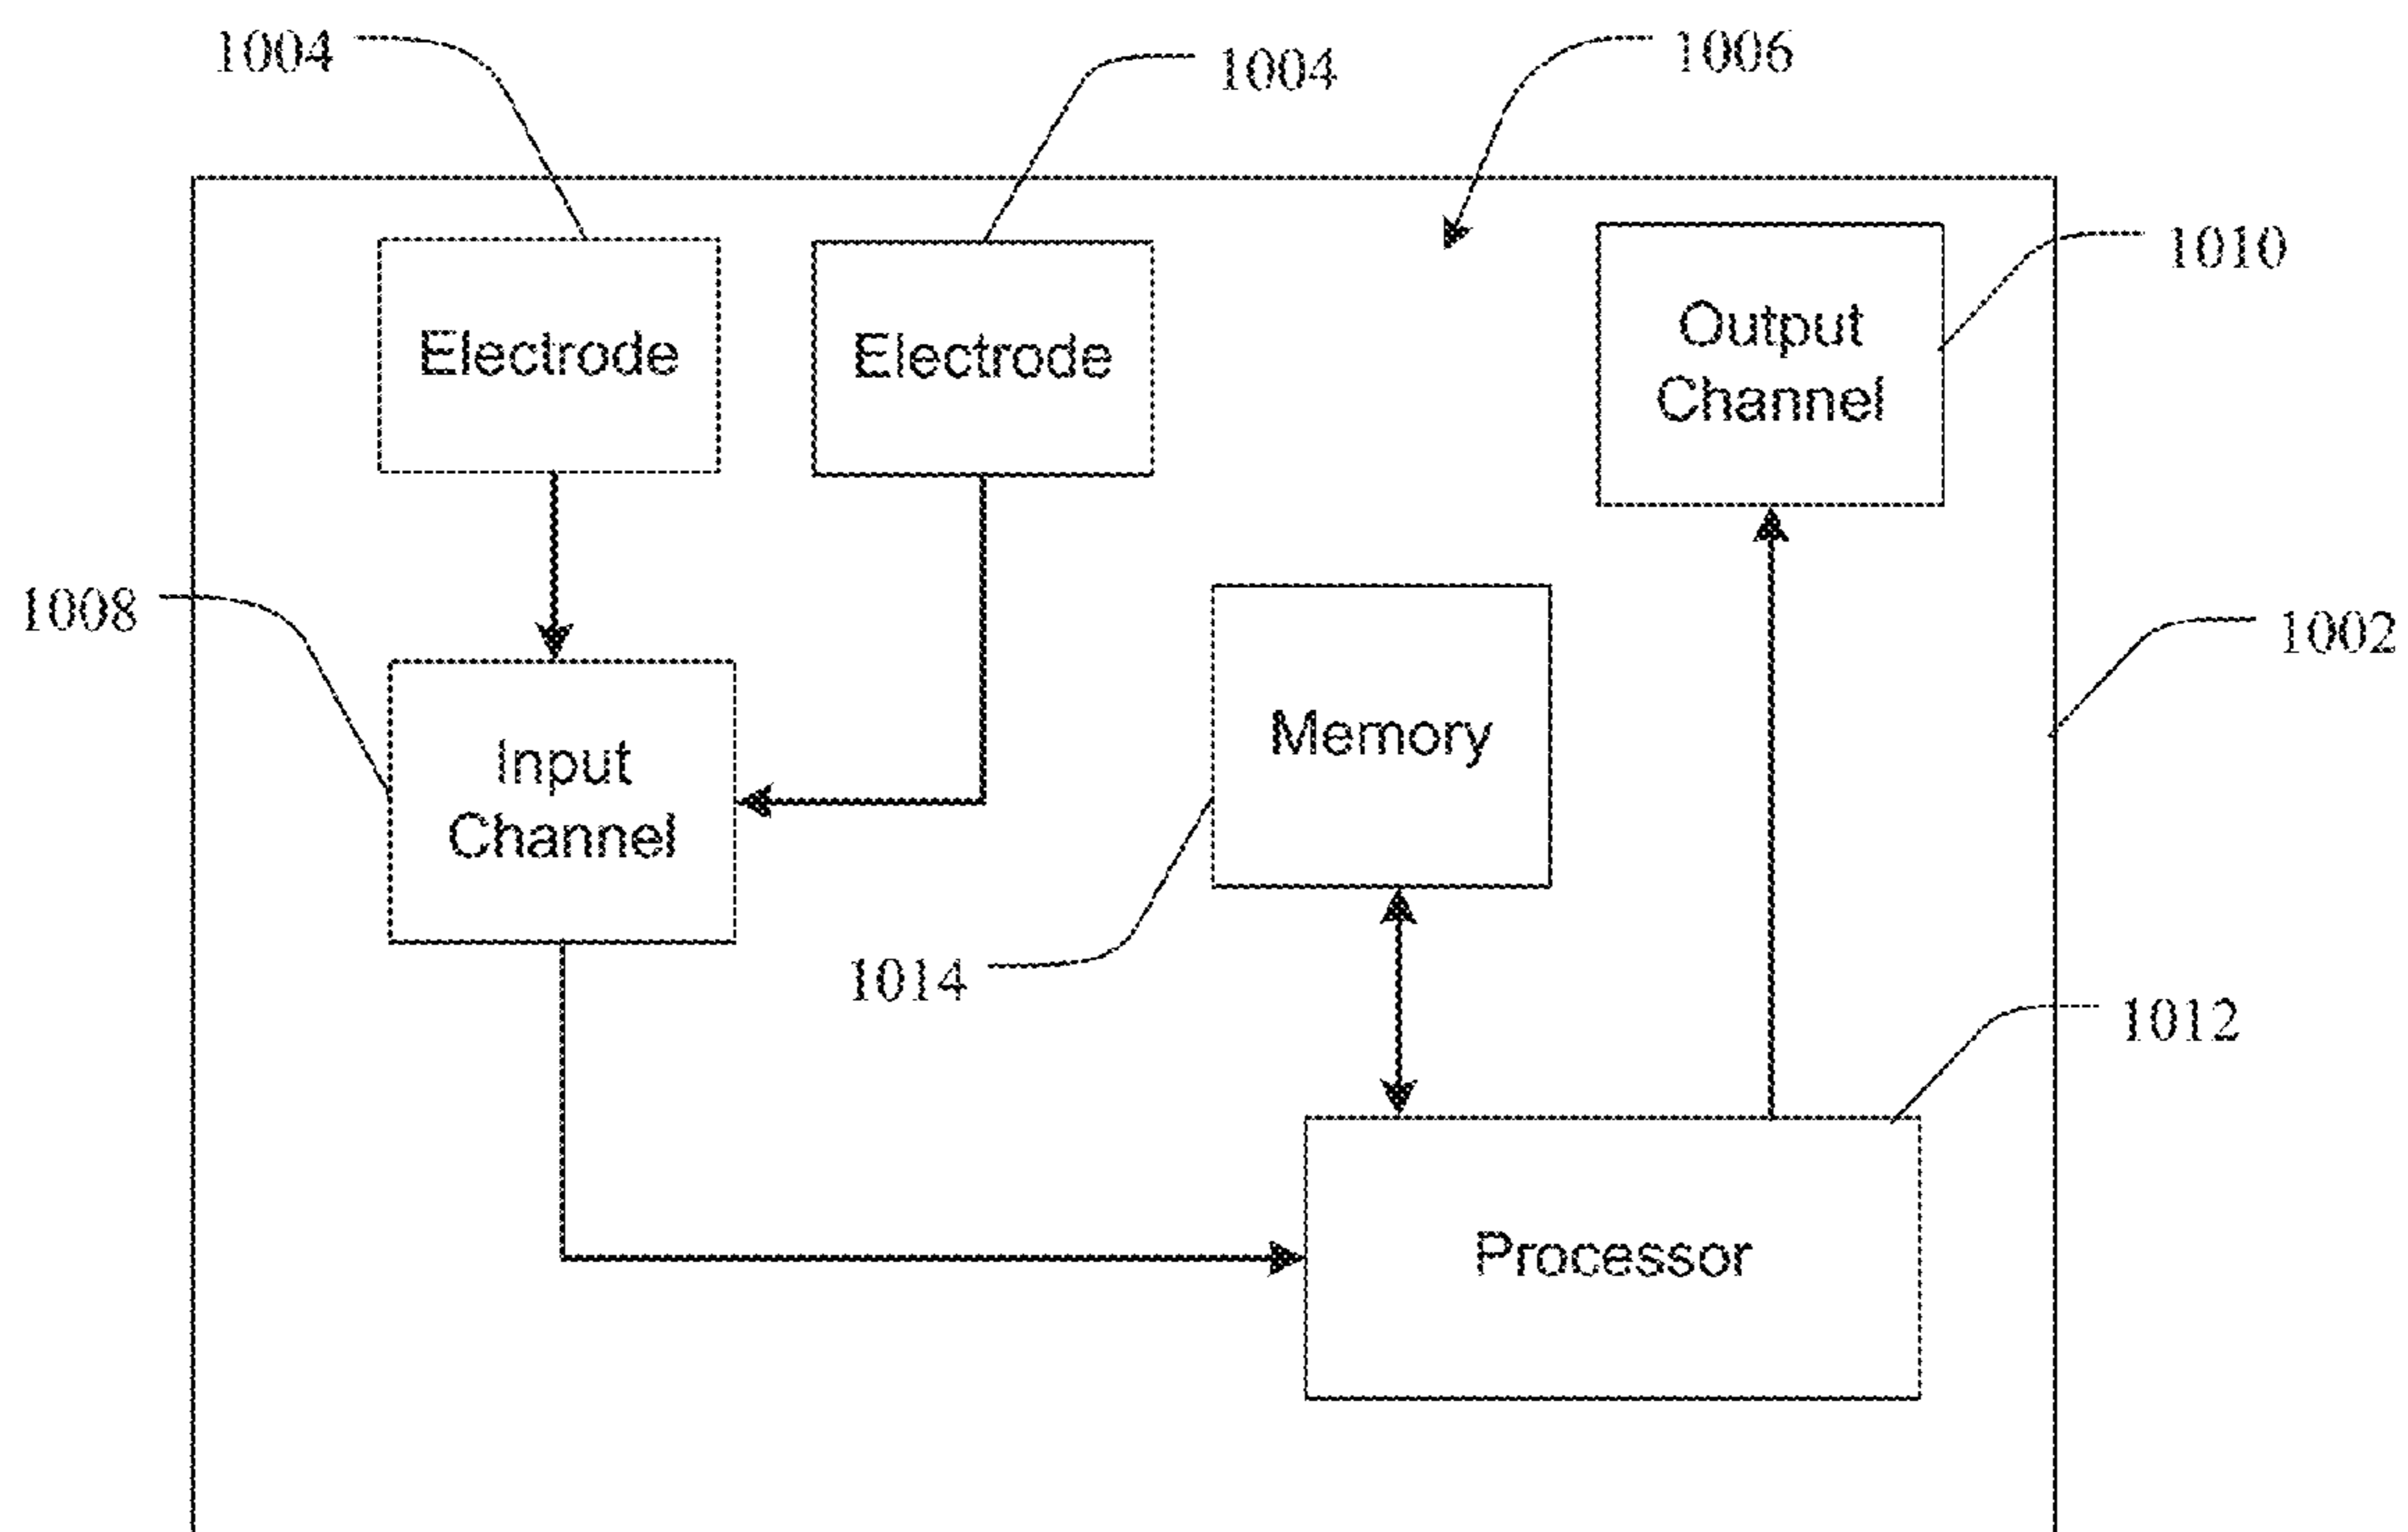 1004
1004
1006
1010
Electrode
Electrode
Output
Channel
1008
1002
Input
Channel
Memory
1014
1012
Processor